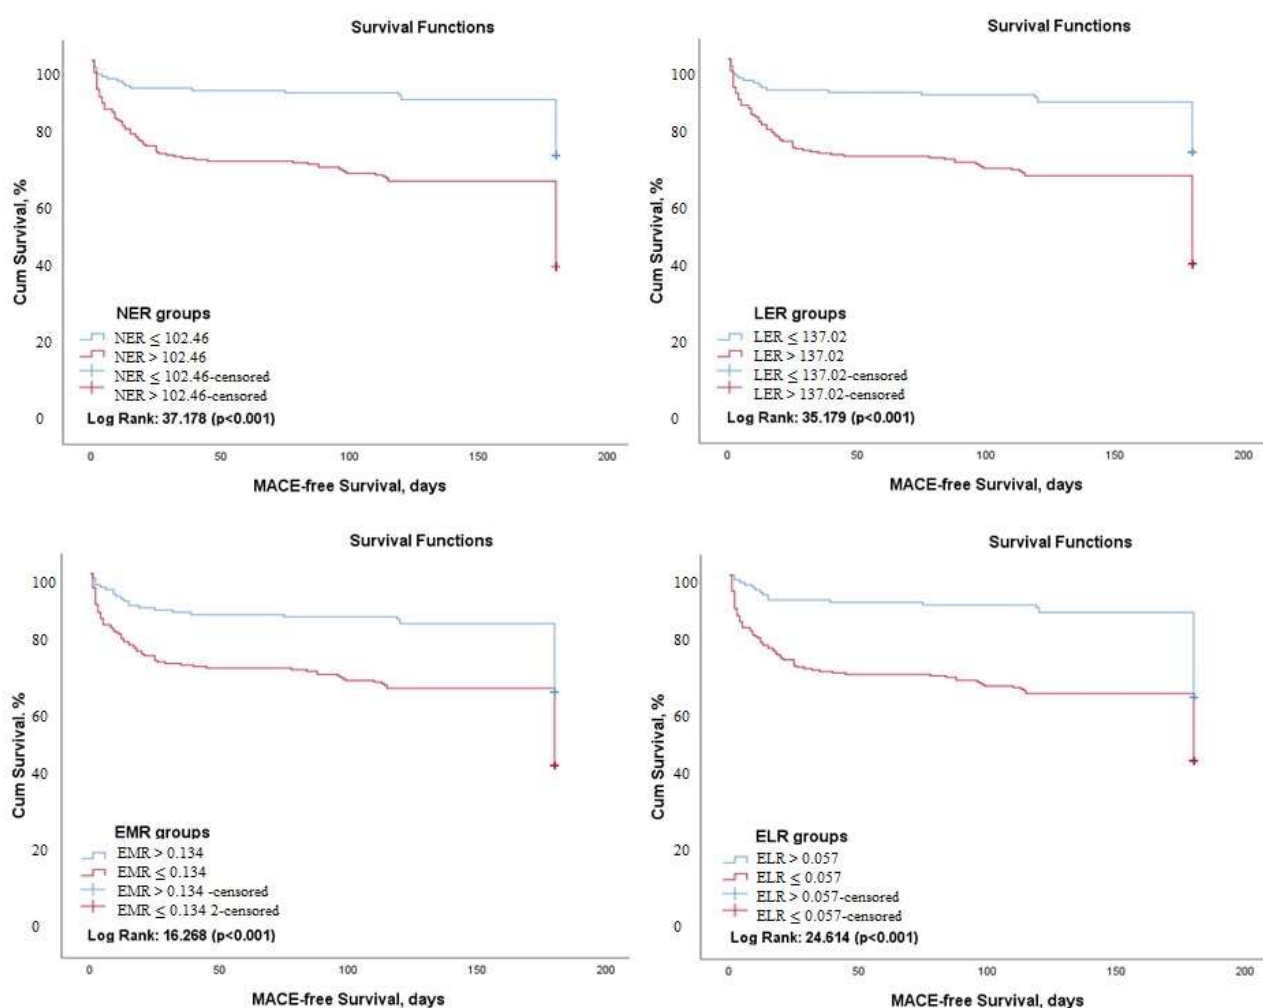 Survival Functions
Cum Survival, %
100
80
60
40
20
0
NER groups
NER ≤ 102.46
NER > 102.46
NER ≤ 102.46-censored
NER > 102.46-censored
Log Rank: 37.178 (p<0.001)
0 50 100 150 200
MACE-free Survival, days
Survival Functions
Cum Survival, %
100
80
60
40
20
0
LER groups
LER ≤ 137.02
LER > 137.02
LER ≤ 137.02-censored
LER > 137.02-censored
Log Rank: 35.179 (p<0.001)
0 50 100 150 200
MACE-free Survival, days
Survival Functions
Cum Survival. %
100
80
60
40
20
0
EMR groups
EMR > 0.134
EMR ≤ 0.134
EMR > 0.134 -censored
EMR ≤ 0.134 2-censored
Log Rank: 16.268 (p<0.001)
0 50 100 150 200
MACE-free Survival, days
Survival Functions
Cum Survival, %
100
80
60
40
20
0
ELR groups
ELR > 0.057
ELR ≤ 0.057
ELR > 0.057-censored
ELR ≤ 0.057-censored
Log Rank: 24.614 (p<0.001)
0 50 100 150 200
MACE-free Survival, days